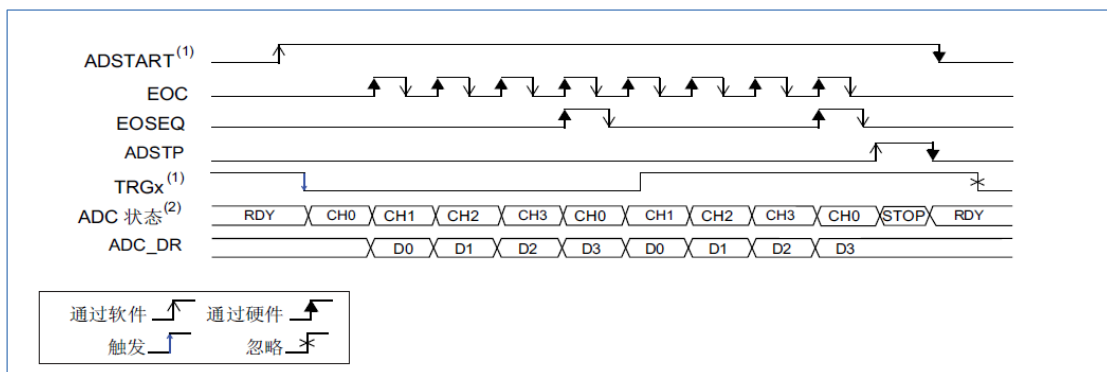 ADSTART(1)
EOC
EOSEQ
ADSTP
TRGx(1)
ADC 状态(2) RDY CH0 CH1 CH2 CH3 CH0 CH1 CH2 CH3 CH0 STOP RDY
ADC_DR D0 D1 D2 D3 D0 D1 D2 D3
通过软件 通过硬件
触发 忽略